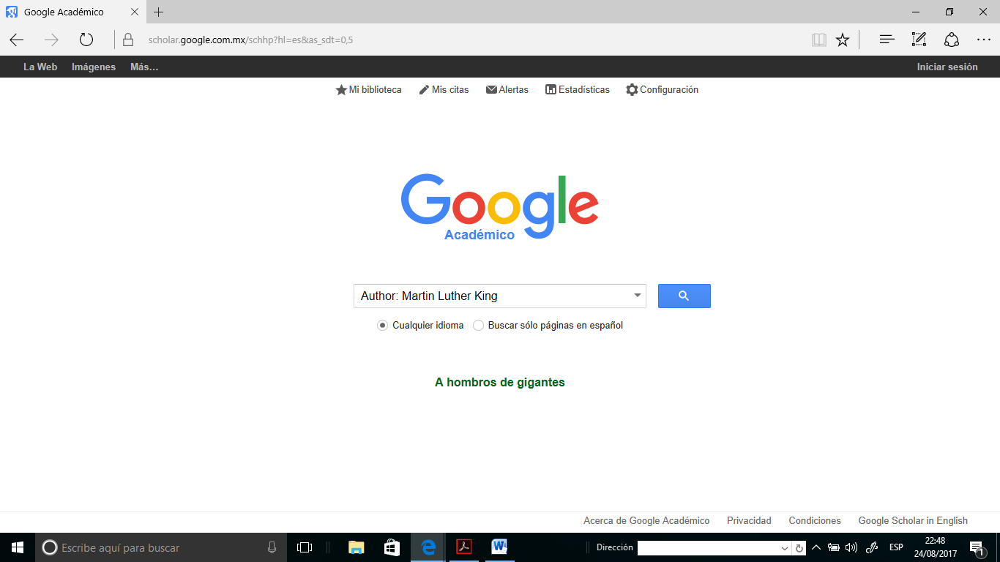 Google Académico
scholar.google.com.mx/schhp?hl=es&as_sdt=0,5
La Web Imágenes Más... Iniciar sesión
Mi biblioteca Mis citas Alertas Estadísticas Configuración
Google
Académico
Author: Martin Luther King
Cualquier idioma Buscar sólo páginas en español
A hombros de gigantes
Acerca de Google Académico Privacidad Condiciones Google Scholar in English
Escribe aquí para buscar Dirección ESP 22:48
24/08/2017 1